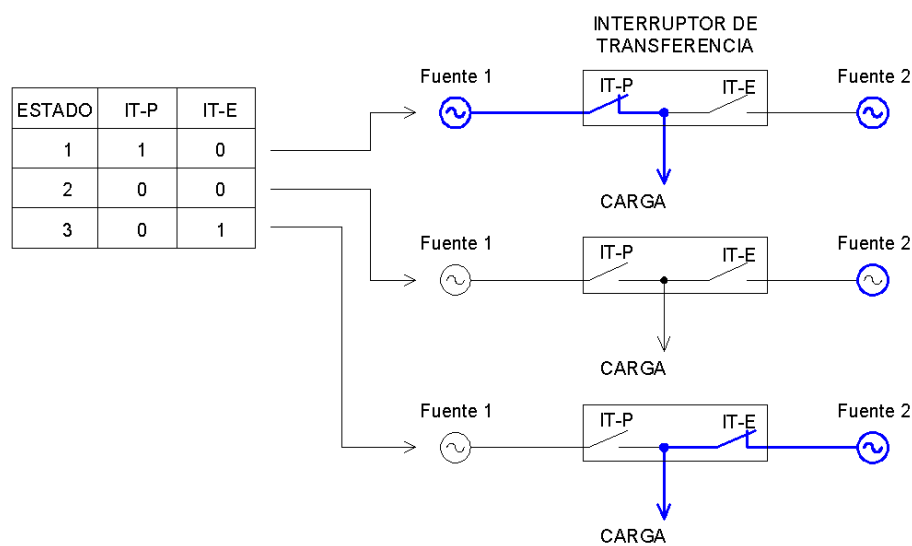 INTERRUPTOR DE
TRANSFERENCIA
ESTADO IT-P IT-E
1 1 0
2 0 0
3 0 1
Fuente 1
IT-P
IT-E
Fuente 2
CARGA
Fuente 1
IT-P
IT-E
Fuente 2
CARGA
Fuente 1
IT-P
IT-E
Fuente 2
CARGA